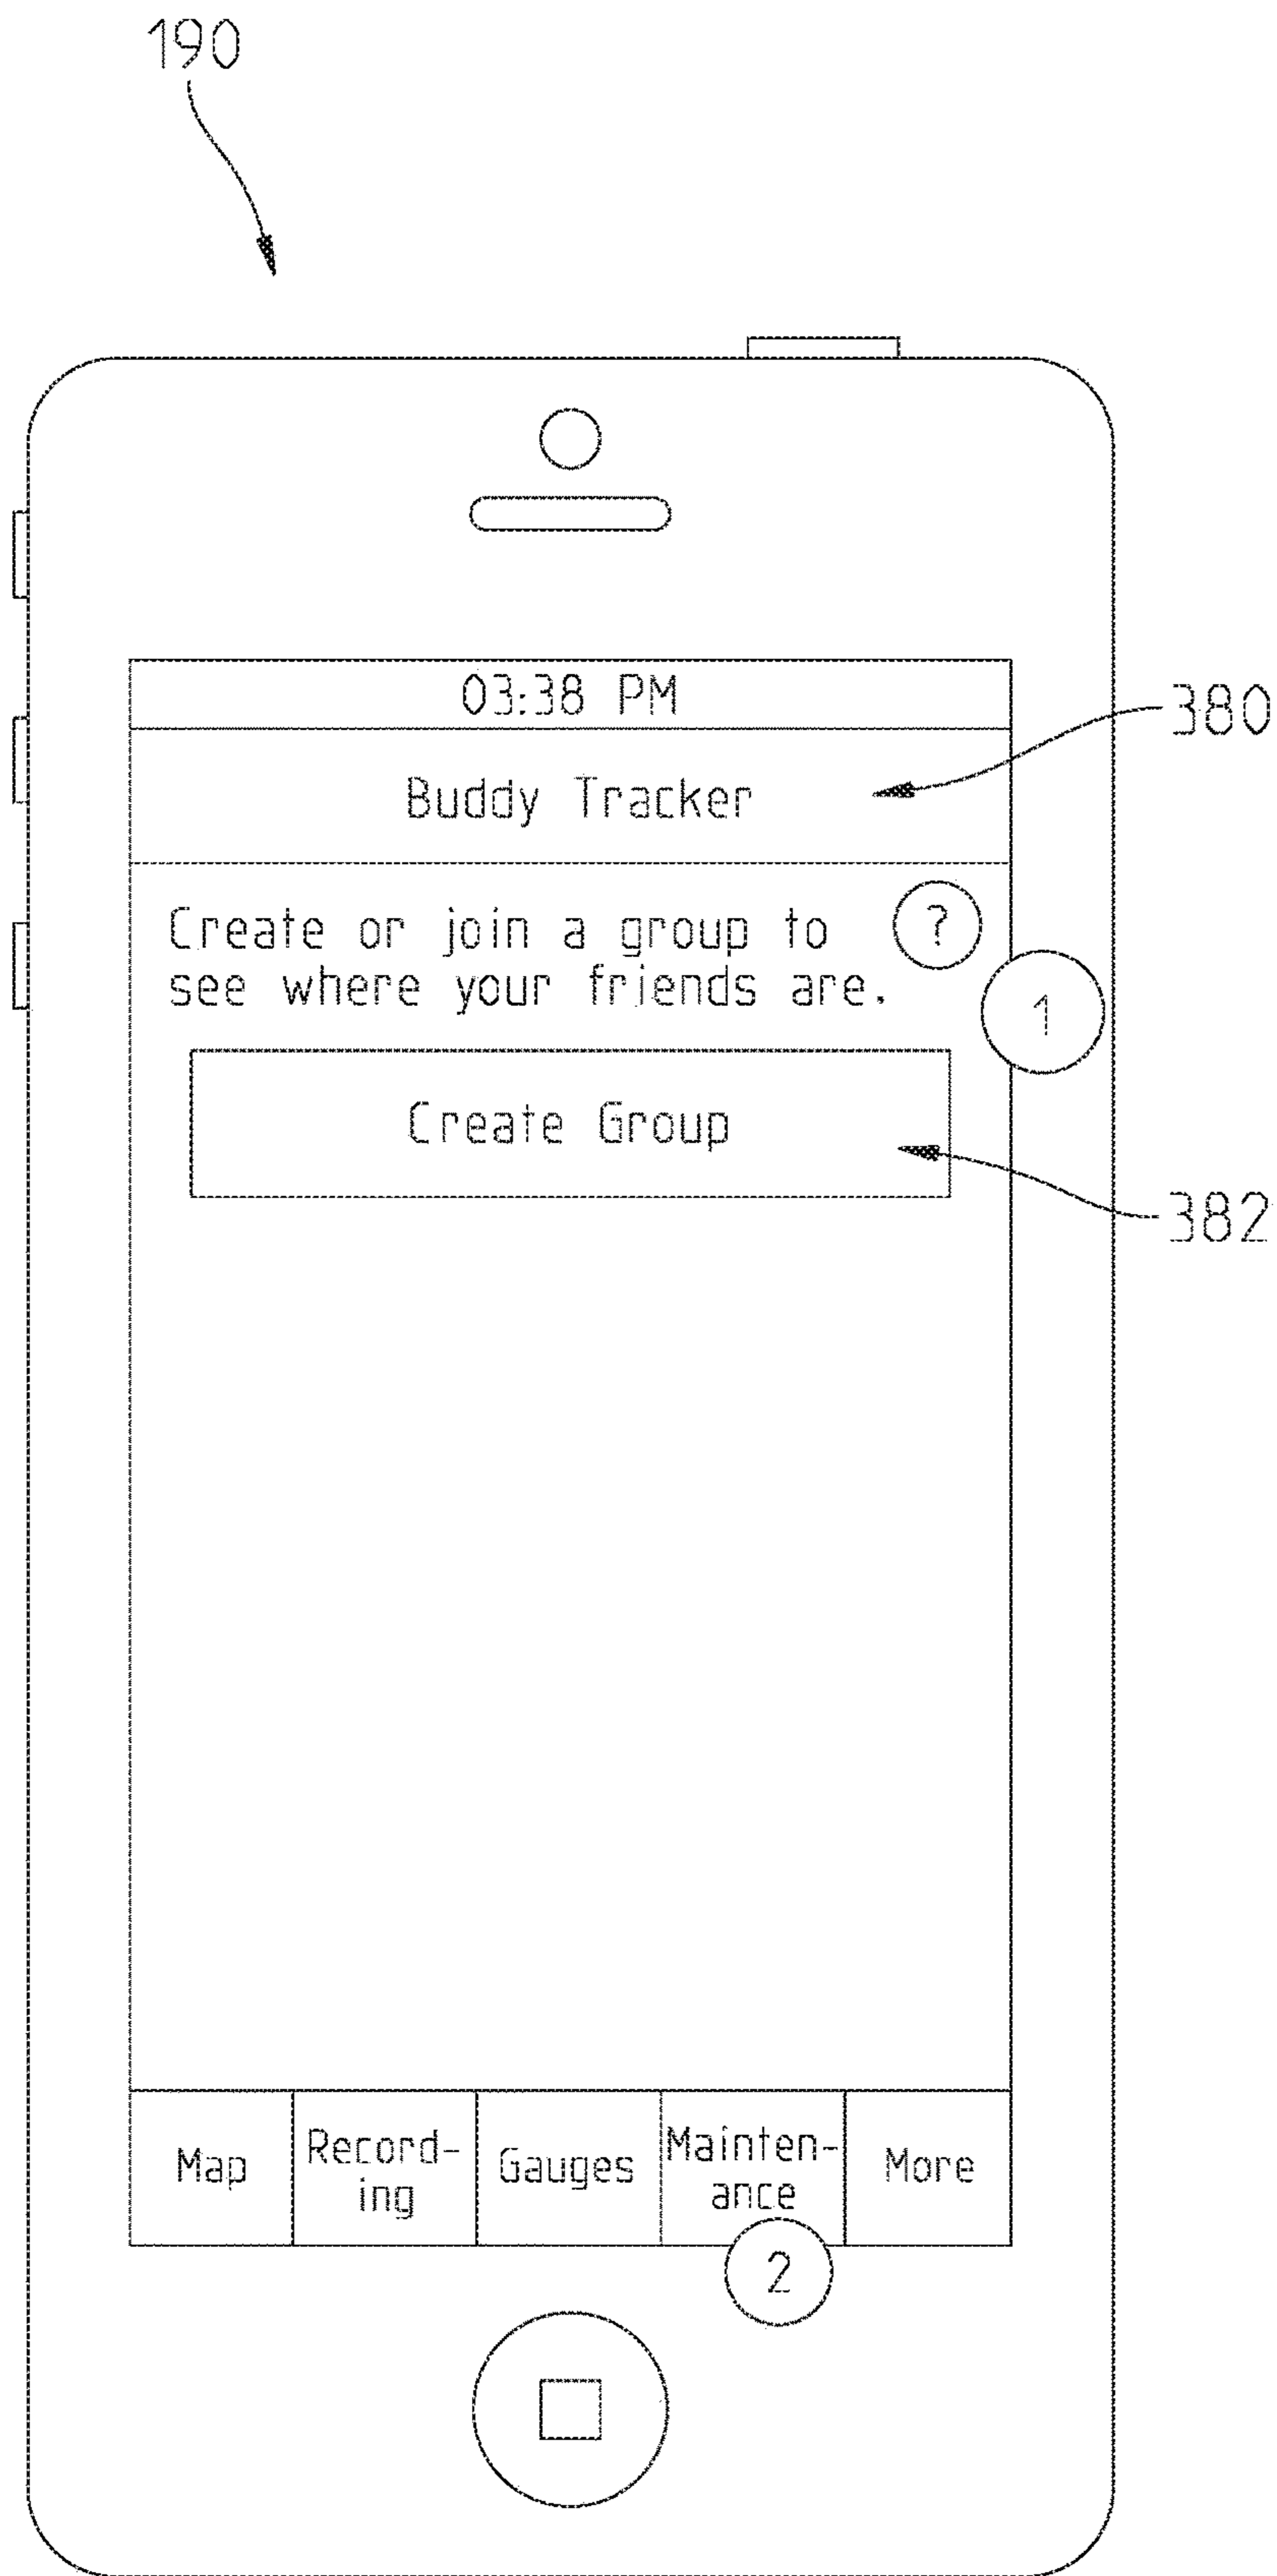 190
03:38 PM
380
Buddy Tracker
Create or join a group to
?
see where your friends are.
1
Create Group
382
Map
Record-
ing
Gauges
Mainten-
ance
More
2